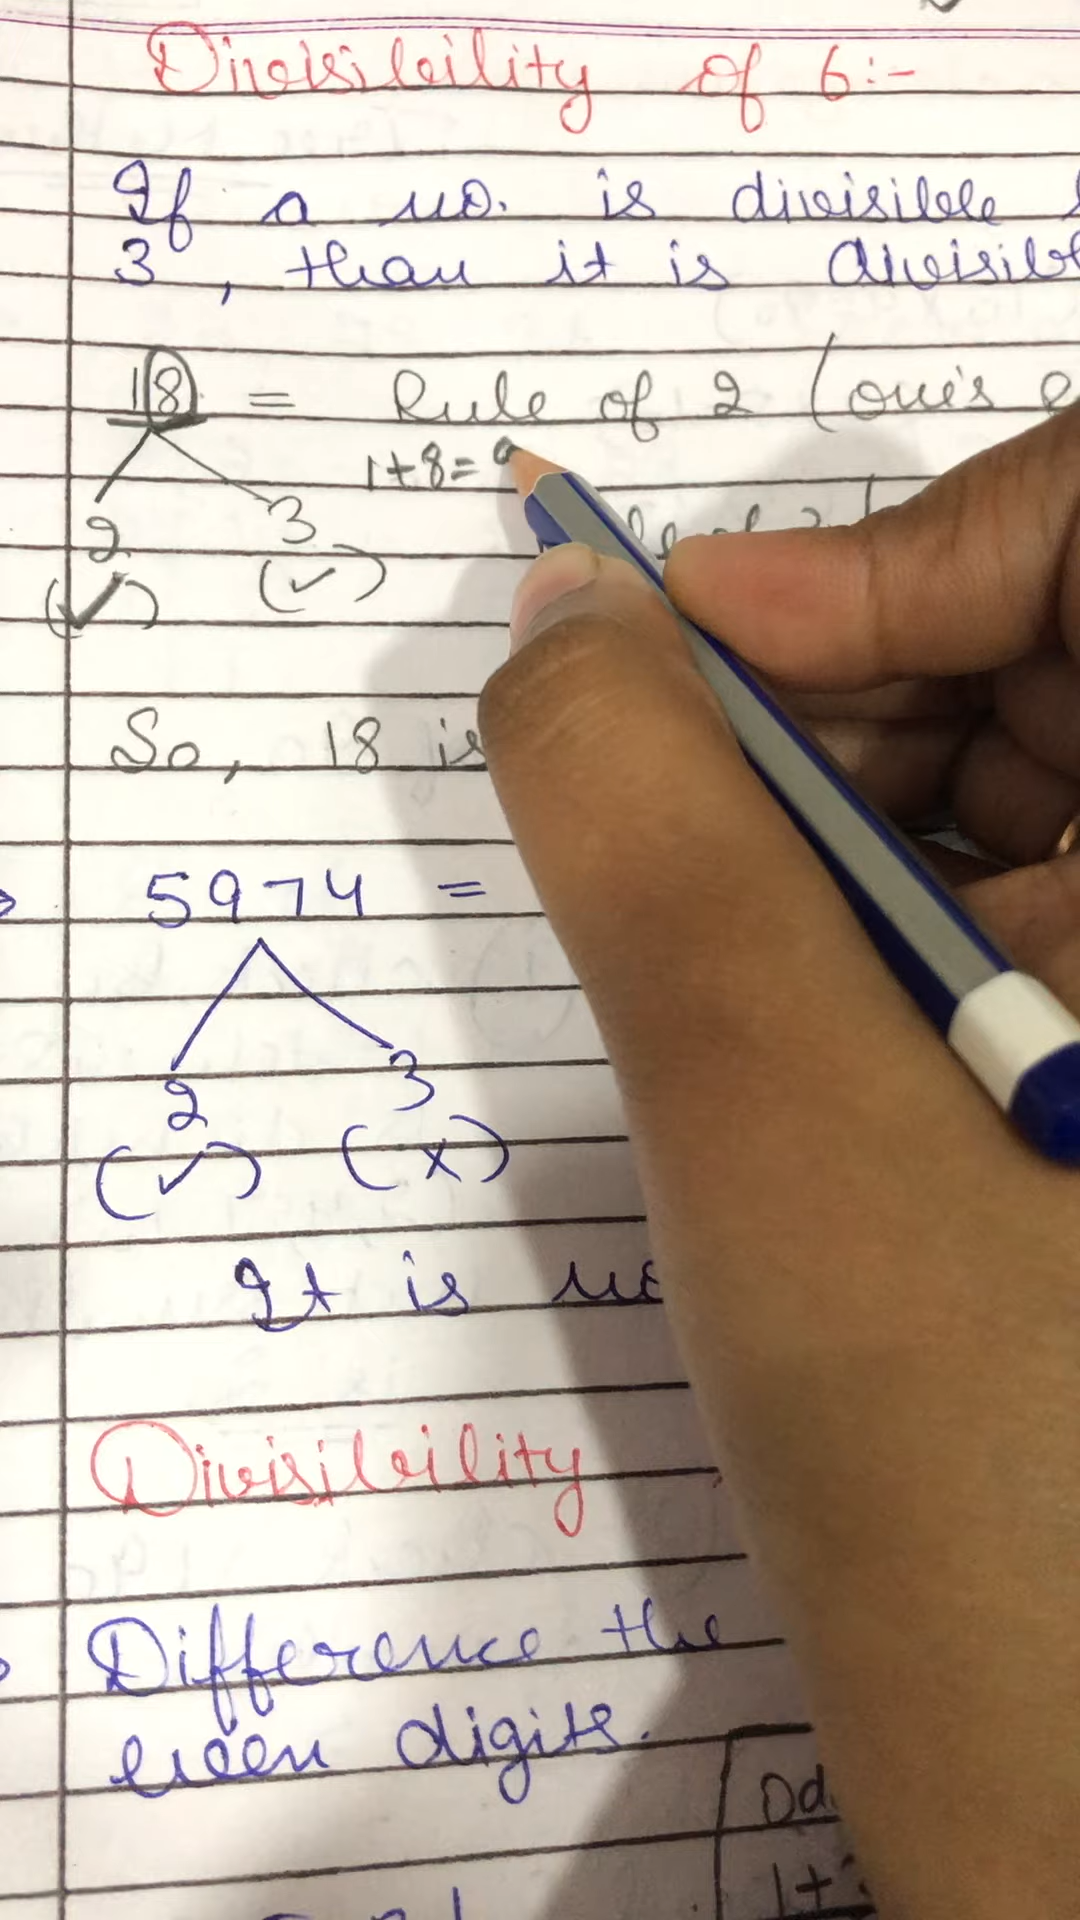 Divisibility of 6:-
If a no. is divisible
3, than it is divisib
18 = Rule of 2 (one's
1+8=
2 3
(✓) (✓)
So, 18 is
5974 =
2 3
(✓) (×)
It is
Divisibility
Difference the
even digits.
Od
1+